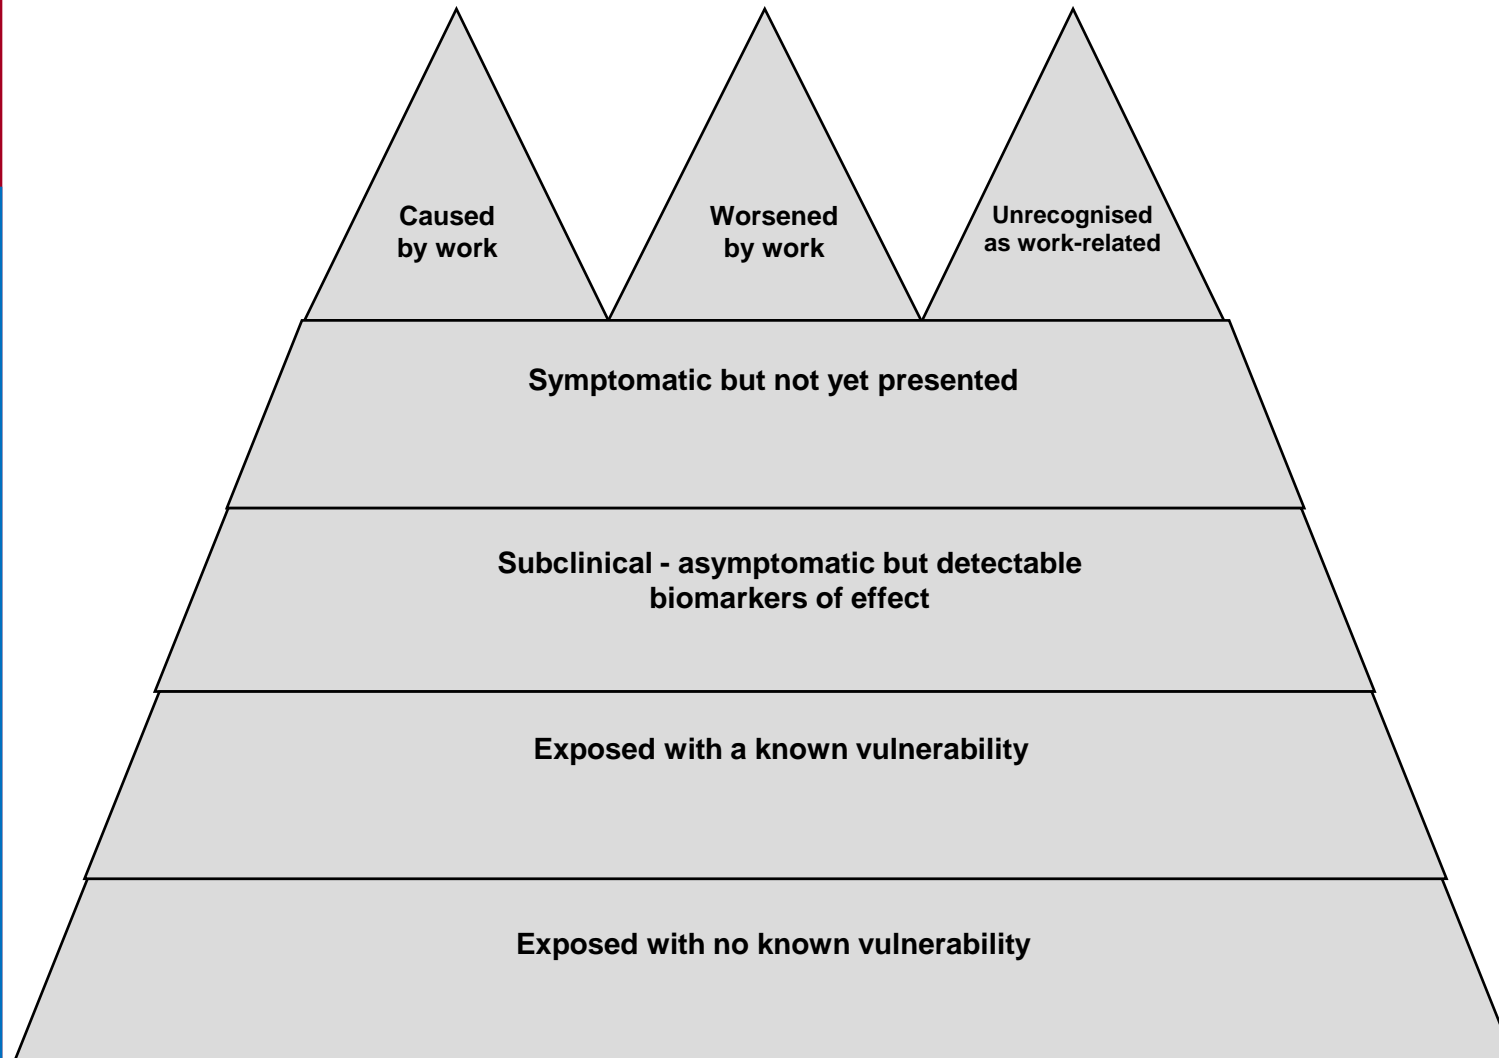 Caused
by work
Worsened
by work
Unrecognised
as work-related
Symptomatic but not yet presented
Subclinical - asymptomatic but detectable
biomarkers of effect
Exposed with a known vulnerability
Exposed with no known vulnerability